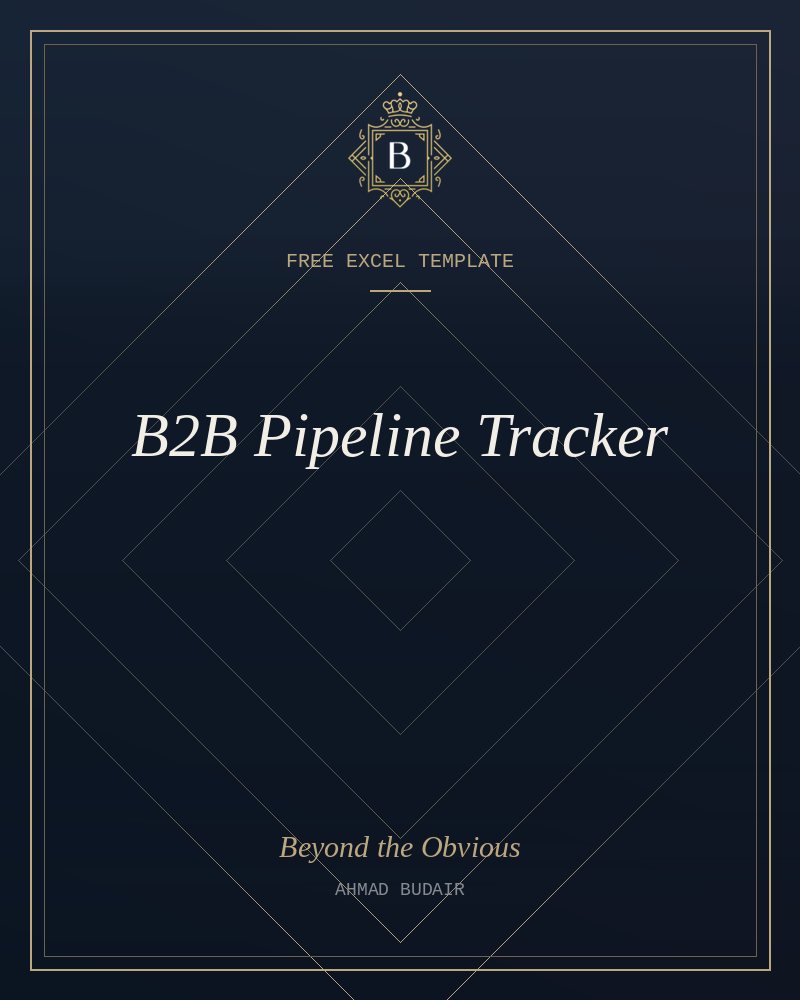 B
FREE EXCEL TEMPLATE
B2B Pipeline Tracker
Beyond the Obvious
AHMAD BUDAIR